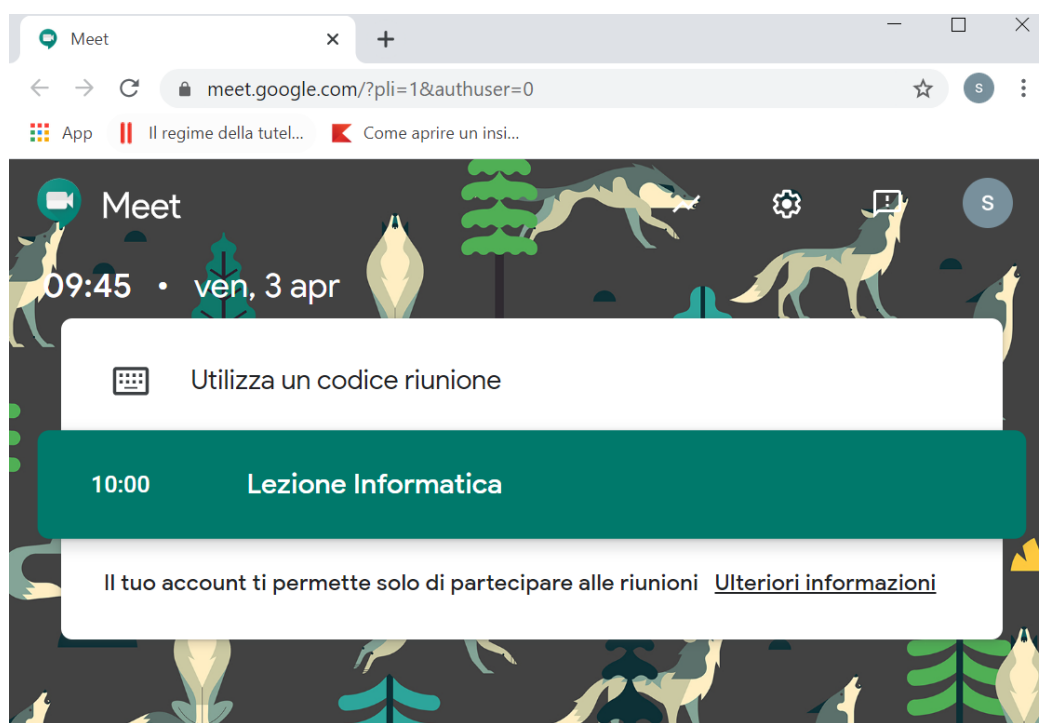 Meet
meet.google.com/?pli=1&authuser=0
S
App Il regime della tutel... Come aprire un insi...
Meet
S
09:45 • ven, 3 apr
Utilizza un codice riunione
10:00 Lezione Informatica
Il tuo account ti permette solo di partecipare alle riunioni Ulteriori informazioni